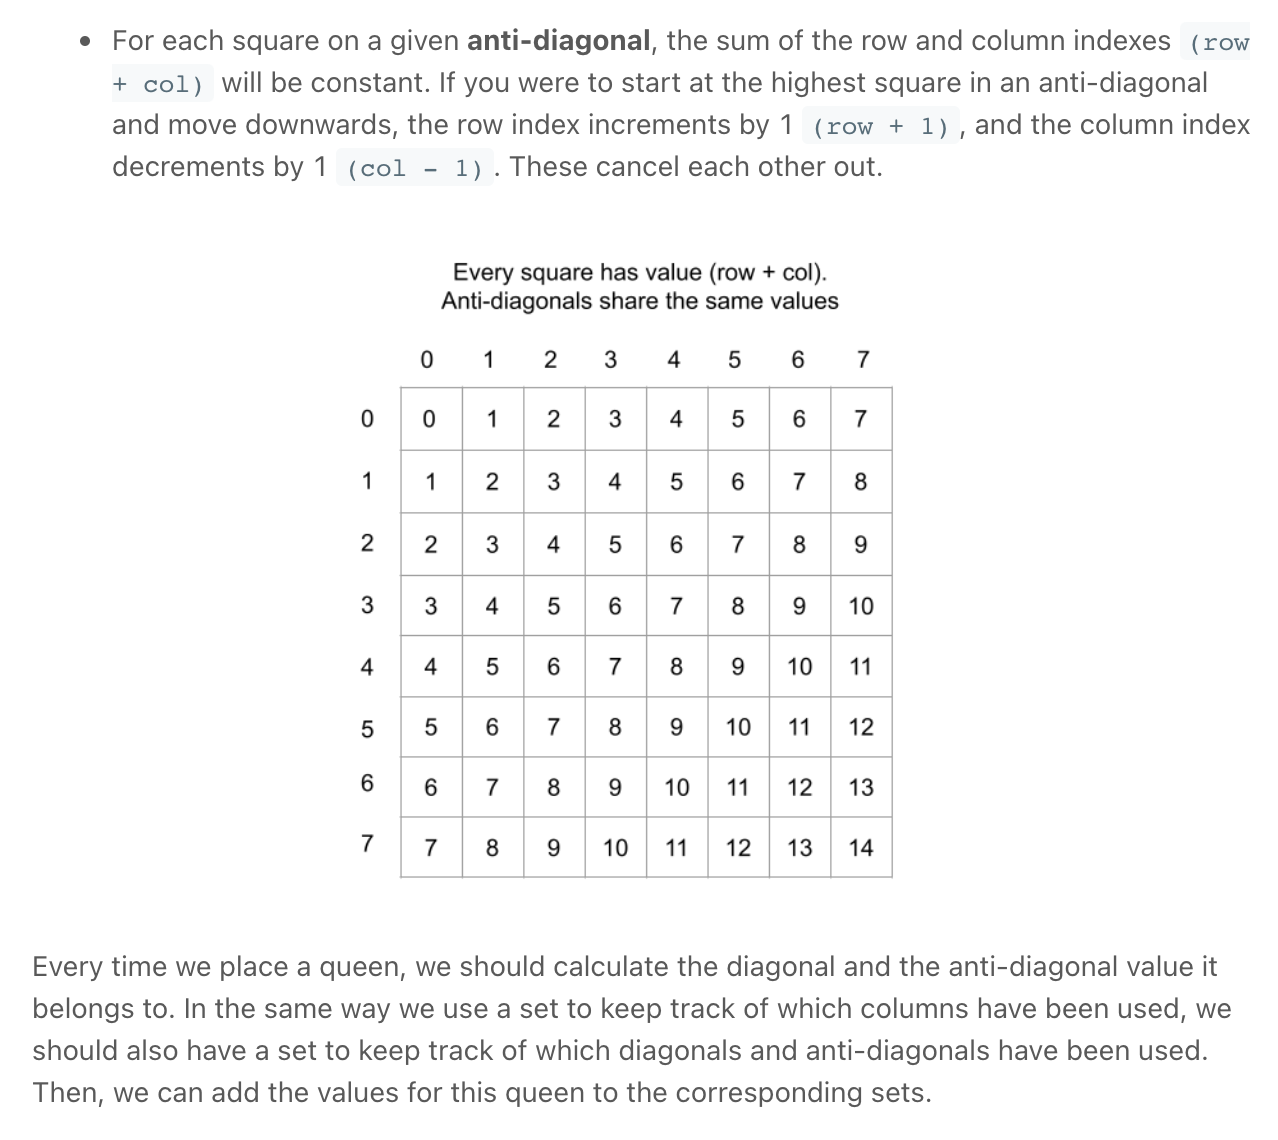 • For each square on a given anti-diagonal, the sum of the row and column indexes (row
+ col) will be constant. If you were to start at the highest square in an anti-diagonal
and move downwards, the row index increments by 1 (row + 1), and the column index
decrements by 1 (col - 1). These cancel each other out.
Every square has value (row + col).
Anti-diagonals share the same values
0 1 2 3 4 5 6 7
0 0 1 2 3 4 5 6 7
1 1 2 3 4 5 6 7 8
2 2 3 4 5 6 7 8 9
3 3 4 5 6 7 8 9 10
4 4 5 6 7 8 9 10 11
5 5 6 7 8 9 10 11 12
6 6 7 8 9 10 11 12 13
7 7 8 9 10 11 12 13 14
Every time we place a queen, we should calculate the diagonal and the anti-diagonal value it
belongs to. In the same way we use a set to keep track of which columns have been used, we
should also have a set to keep track of which diagonals and anti-diagonals have been used.
Then, we can add the values for this queen to the corresponding sets.